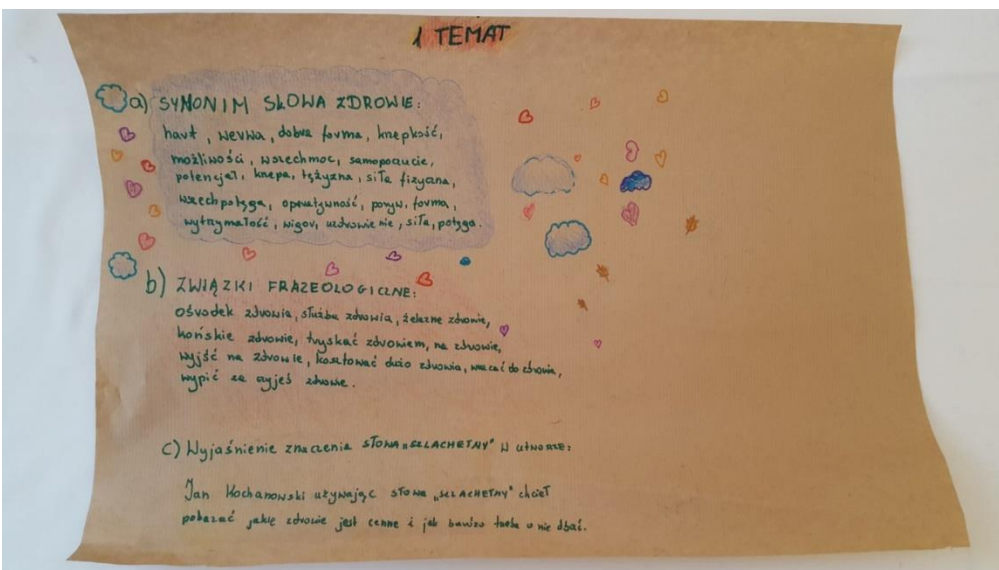 1 TEMAT
a) SYNONIM SŁOWA ZDROWIE:
hart, werwa, dobra forma, krzepkość,
możliwości, wszechmoc, samopoczucie,
potencjał, krzepa, tężyzna, siła fizyczna,
wszechpotęga, operatywność, poryw, forma,
wytrzymałość, wigor, uzdrowienie, siła, potęga.
b) ZWIĄZKI FRAZEOLOGICZNE:
ośrodek zdrowia, służba zdrowia, żelazne zdrowie,
końskie zdrowie, tryskać zdrowiem, na zdrowie,
wyjść na zdrowie, kosztować dużo zdrowia, wracać do zdrowia,
wypić za czyjeś zdrowie.
c) Wyjaśnienie znaczenia słowa „SZLACHETNY" w utworze:
Jan Kochanowski używając słowa „SZLACHETNY" chciał
pokazać jakie zdrowie jest cenne i jak bardzo trzeba o nie dbać.